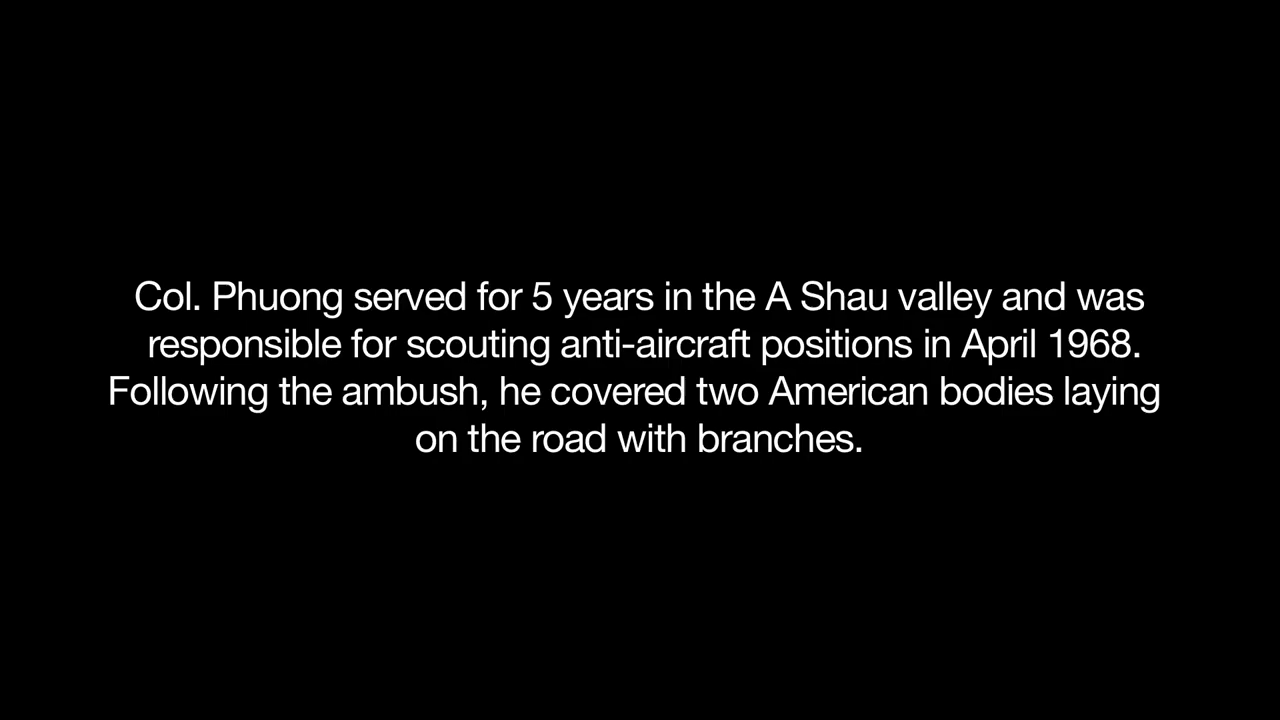 Col. Phuong served for 5 years in the A Shau valley and was
responsible for scouting anti-aircraft positions in April 1968.
Following the ambush, he covered two American bodies laying
on the road with branches.